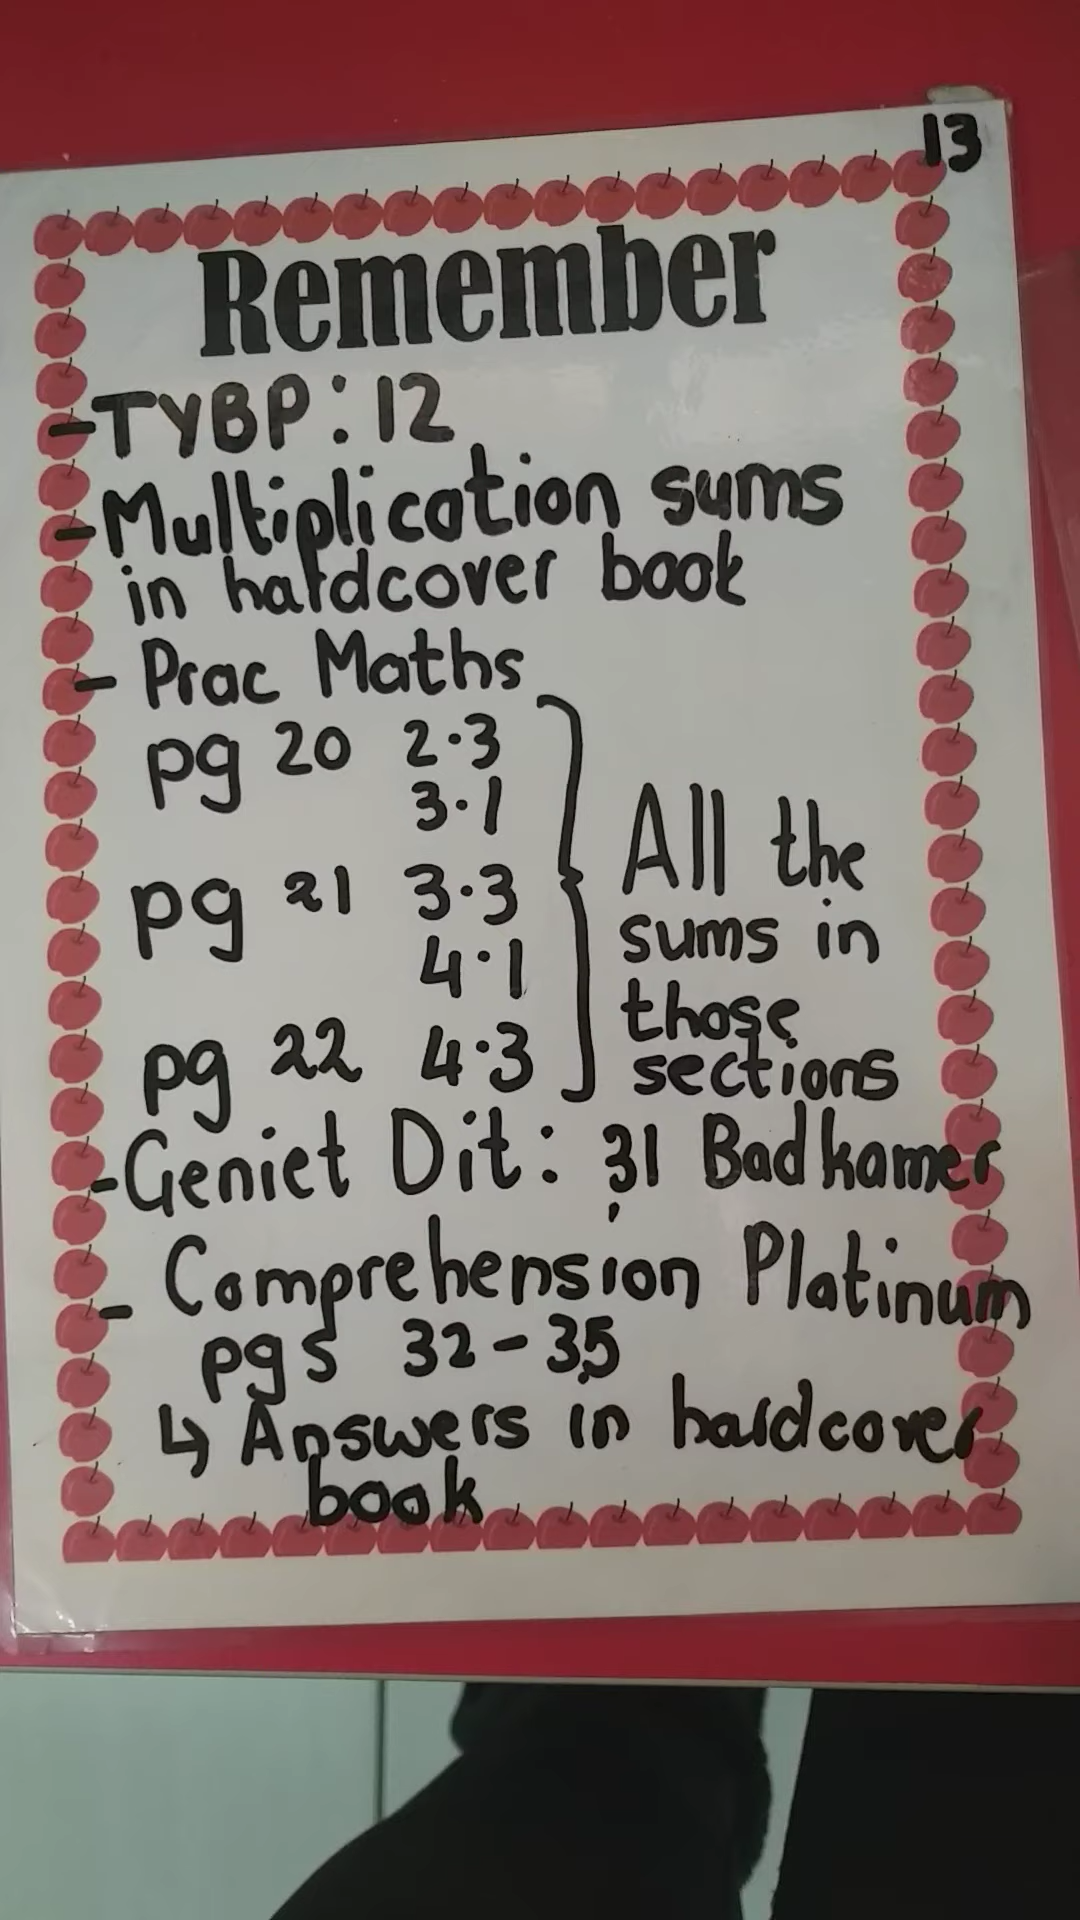 13
Remember
-TYBP: 12
-Multiplication sums
in hardcover book
- Prac Maths
pg 20 2.3
3.1
pg 21 3.3
4.1
pg 22 4.3
All the
sums in
those
sections
-Geniet Dit: 31 Badkamer
- Comprehension Platinum
pgs 32-35
↳ Answers in hardcover
book